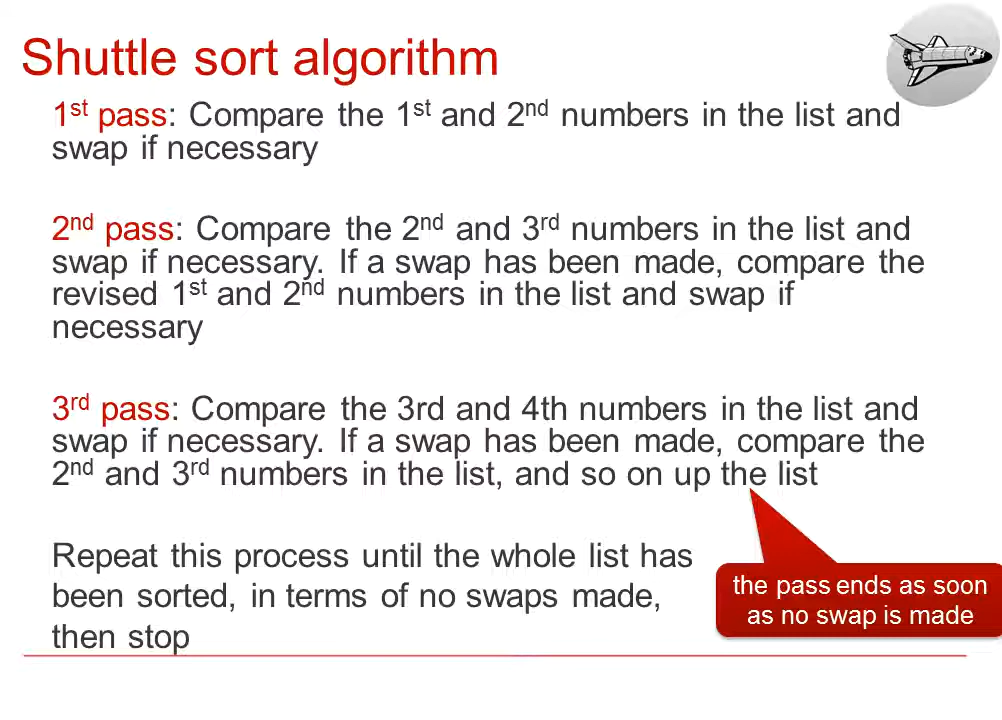 Shuttle sort algorithm
1st pass: Compare the 1st and 2nd numbers in the list and
swap if necessary
2nd pass: Compare the 2nd and 3rd numbers in the list and
swap if necessary. If a swap has been made, compare the
revised 1st and 2nd numbers in the list and swap if
necessary
3rd pass: Compare the 3rd and 4th numbers in the list and
swap if necessary. If a swap has been made, compare the
2nd and 3rd numbers in the list, and so on up the list
Repeat this process until the whole list has
been sorted, in terms of no swaps made,
then stop
the pass ends as soon
as no swap is made